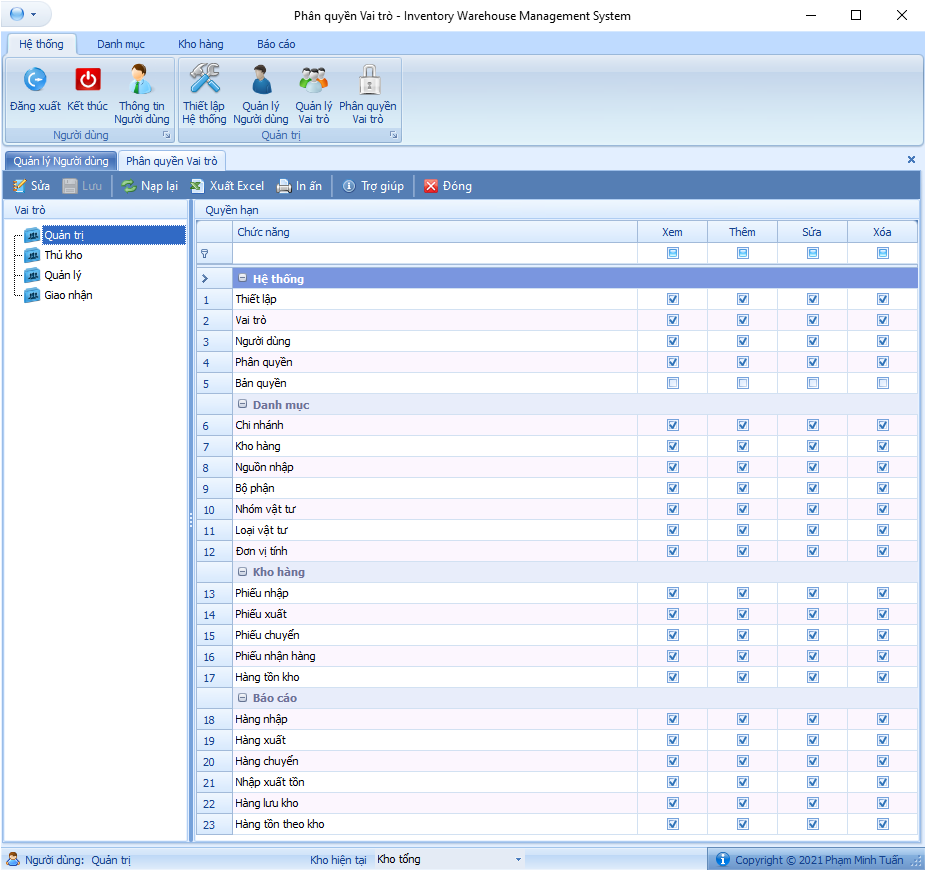 Phân quyền Vai trò - Inventory Warehouse Management System
Hệ thống Danh mục Kho hàng Báo cáo
Đăng xuất Kết thúc Thông tin Người dùng Thiết lập Hệ thống Quản lý Người dùng Quản lý Vai trò Phân quyền Vai trò
Người dùng Quản trị
Quản lý Người dùng Phân quyền Vai trò
Sửa Lưu Nạp lại Xuất Excel In ấn Trợ giúp Đóng
Vai trò
Quản trị
Thủ kho
Quản lý
Giao nhận
Quyền hạn
Chức năng Xem Thêm Sửa Xóa
Hệ thống
1 Thiết lập
2 Vai trò
3 Người dùng
4 Phân quyền
5 Bản quyền
Danh mục
6 Chi nhánh
7 Kho hàng
8 Nguồn nhập
9 Bộ phận
10 Nhóm vật tư
11 Loại vật tư
12 Đơn vị tính
Kho hàng
13 Phiếu nhập
14 Phiếu xuất
15 Phiếu chuyển
16 Phiếu nhận hàng
17 Hàng tồn kho
Báo cáo
18 Hàng nhập
19 Hàng xuất
20 Hàng chuyển
21 Nhập xuất tồn
22 Hàng lưu kho
23 Hàng tồn theo kho
Người dùng: Quản trị Kho hiện tại Kho tổng Copyright © 2021 Phạm Minh Tuấn